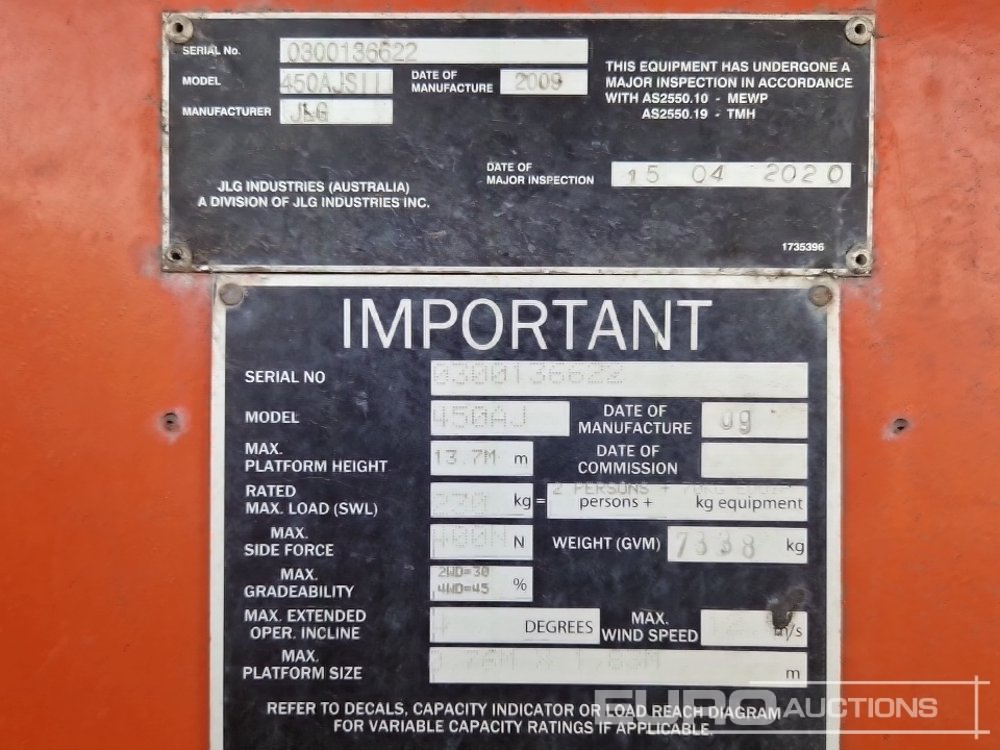 SERIAL No. 0300136622
MODEL 450AJSII DATE OF MANUFACTURE 2009
MANUFACTURER JLG
THIS EQUIPMENT HAS UNDERGONE A
MAJOR INSPECTION IN ACCORDANCE
WITH AS2550.10 - MEWP
AS2550.19 - TMH
DATE OF
MAJOR INSPECTION 15 04 2020
JLG INDUSTRIES (AUSTRALIA)
A DIVISION OF JLG INDUSTRIES INC.
1735396
IMPORTANT
SERIAL NO 0300136622
MODEL 450AJ DATE OF MANUFACTURE 09
MAX. PLATFORM HEIGHT 13.7M m DATE OF COMMISSION
RATED MAX. LOAD (SWL) kg = 2 PERSONS + persons + kg equipment
MAX. SIDE FORCE 400N N WEIGHT (GVM) 7338 kg
MAX. GRADEABILITY 2WD=30 4WD=45 %
MAX. EXTENDED OPER. INCLINE DEGREES MAX. WIND SPEED m/s
MAX. PLATFORM SIZE m
REFER TO DECALS, CAPACITY INDICATOR OR LOAD REACH DIAGRAM
FOR VARIABLE CAPACITY RATINGS IF APPLICABLE.
EURO AUCTIONS